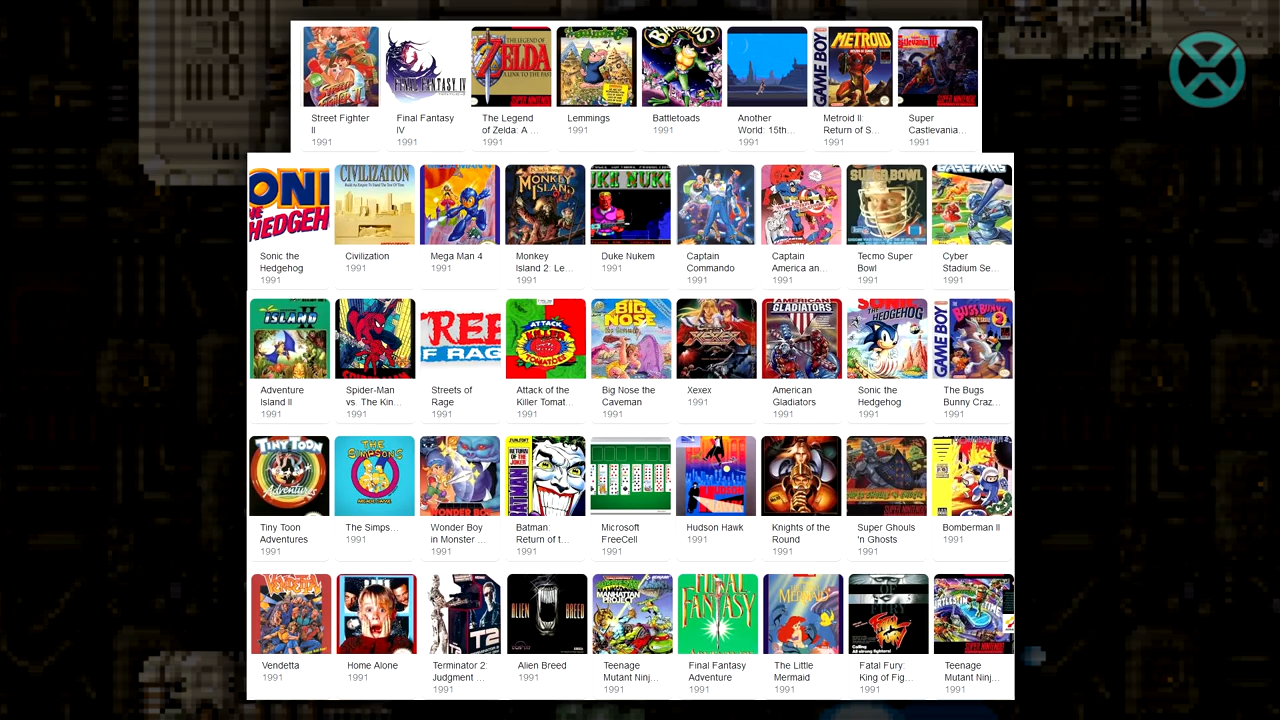 Street Fighter II 1991
Final Fantasy IV 1991
The Legend of Zelda: A ... 1991
Lemmings 1991
Battletoads 1991
Another World: 15th... 1991
Metroid II: Return of S... 1991
Super Castlevania... 1991
Sonic the Hedgehog 1991
Civilization 1991
Mega Man 4 1991
Monkey Island 2: Le... 1991
Duke Nukem 1991
Captain Commando 1991
Captain America an... 1991
Tecmo Super Bowl 1991
Cyber Stadium Se... 1991
Adventure Island II 1991
Spider-Man vs. The Kin... 1991
Streets of Rage 1991
Attack of the Killer Tomat... 1991
Big Nose the Caveman 1991
Xexex 1991
American Gladiators 1991
Sonic the Hedgehog 1991
The Bugs Bunny Craz... 1991
Tiny Toon Adventures 1991
The Simps... 1991
Wonder Boy in Monster ... 1991
Batman: Return of t... 1991
Microsoft FreeCell 1991
Hudson Hawk 1991
Knights of the Round 1991
Super Ghouls 'n Ghosts 1991
Bomberman II 1991
Vendetta 1991
Home Alone 1991
Terminator 2: Judgment ... 1991
Alien Breed 1991
Teenage Mutant Ninj... 1991
Final Fantasy Adventure 1991
The Little Mermaid 1991
Fatal Fury: King of Fig... 1991
Teenage Mutant Ninj... 1991